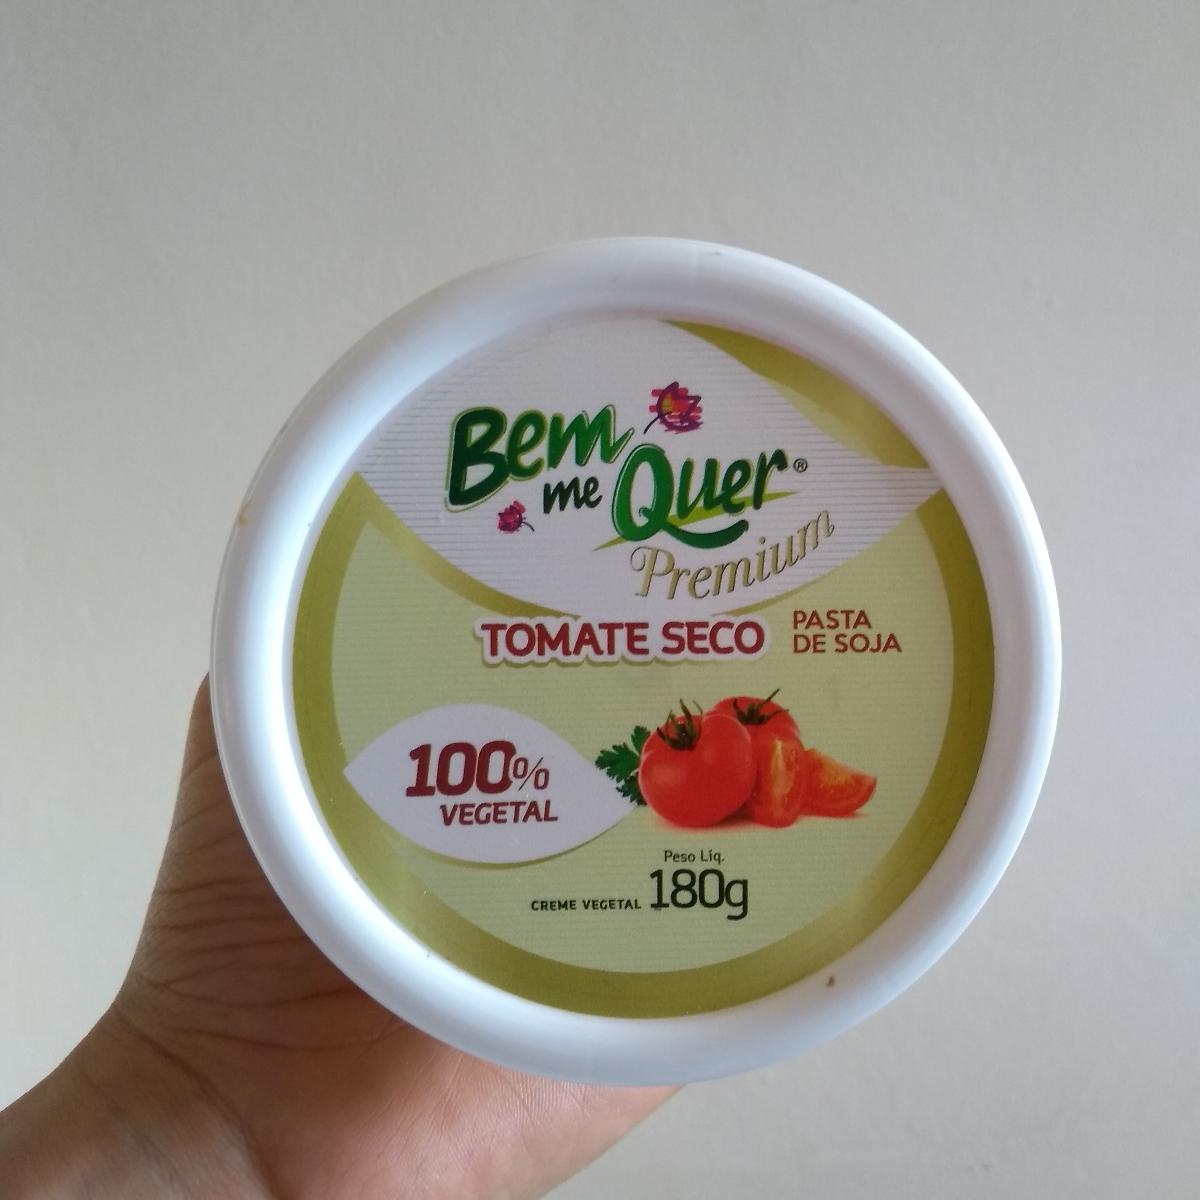 Bem
me Quer®
Premium
TOMATE SECO
PASTA
DE SOJA
100%
VEGETAL
Peso Líq.
CREME VEGETAL 180g